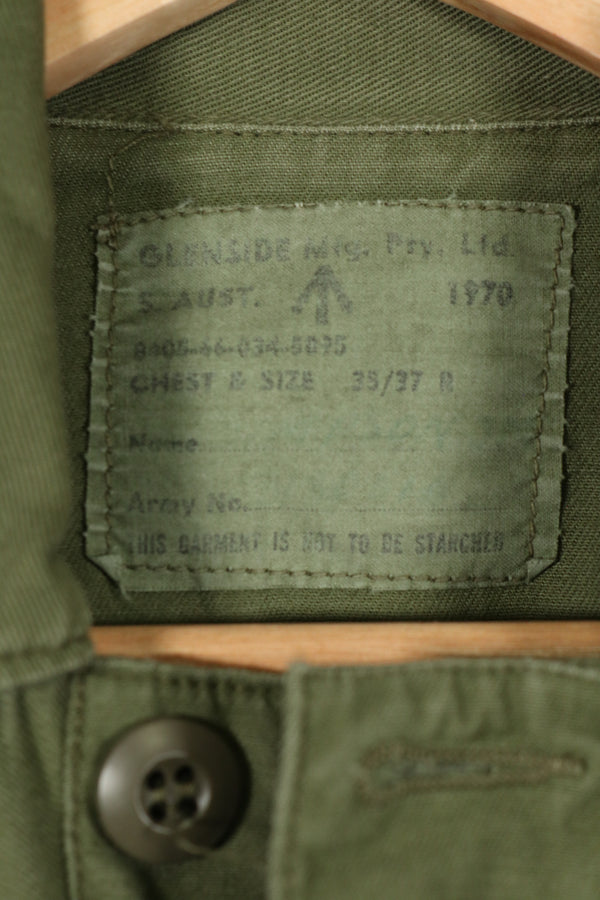 GLENSIDE Mfg. Pty. Ltd.
S. AUST. 1970
8405-66-034-5095
CHEST & SIZE 35/37 R
Name
Army No.
THIS GARMENT IS NOT TO BE STARCHED